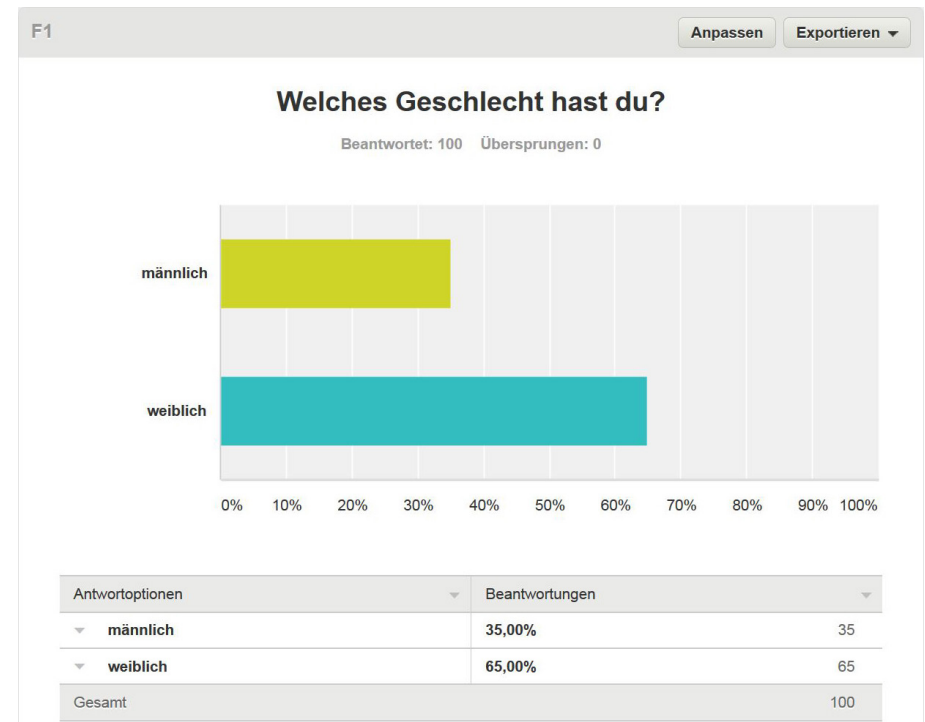 F1
Anpassen
Exportieren
Welches Geschlecht hast du?
Beantwortet: 100 Übersprungen: 0
männlich
weiblich
0% 10% 20% 30% 40% 50% 60% 70% 80% 90% 100%
Antwortoptionen Beantwortungen
männlich 35,00% 35
weiblich 65,00% 65
Gesamt 100